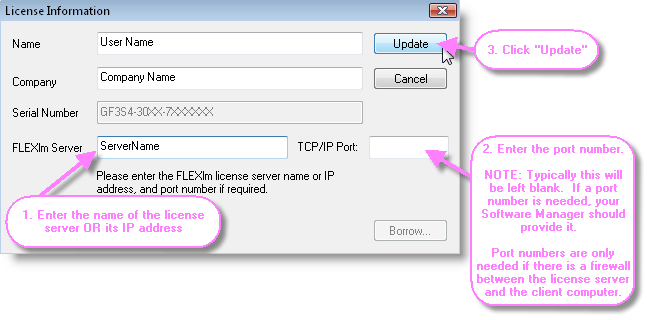 License Information
Name
User Name
Update
3. Click "Update"
Company
Company Name
Cancel
Serial Number
GF3S4-30XX-7XXXXXX
FLEXlm Server
ServerName
TCP/IP Port:
Please enter the FLEXlm license server name or IP
address, and port number if required.
1. Enter the name of the license
server OR its IP address
Borrow...
2. Enter the port number.
NOTE: Typically this will
be left blank. If a port
number is needed, your
Software Manager should
provide it.
Port numbers are only
needed if there is a firewall
between the license server
and the client computer.